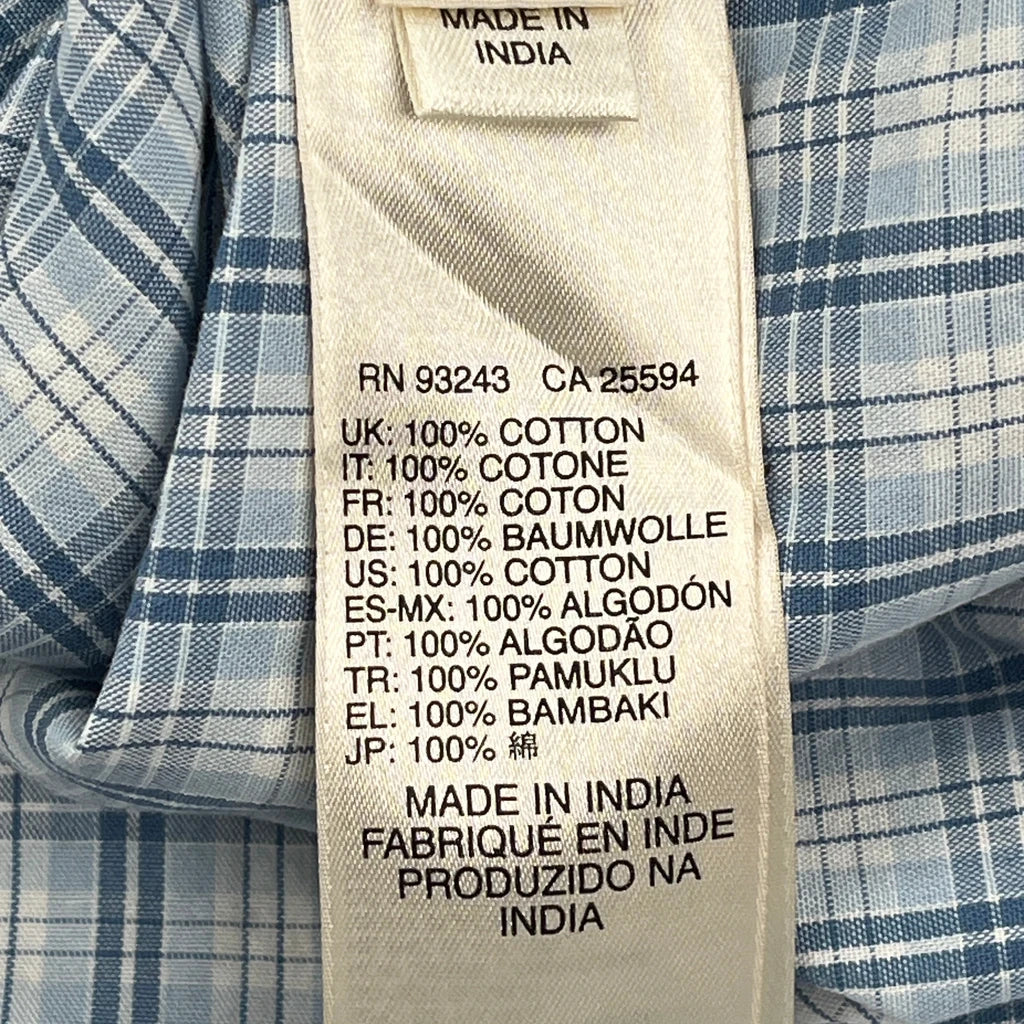 MADE IN
INDIA
RN 93243 CA 25594
UK: 100% COTTON
IT: 100% COTONE
FR: 100% COTON
DE: 100% BAUMWOLLE
US: 100% COTTON
ES-MX: 100% ALGODÓN
PT: 100% ALGODÃO
TR: 100% PAMUKLU
EL: 100% BAMBAKI
JP: 100% 綿
MADE IN INDIA
FABRIQUÉ EN INDE
PRODUZIDO NA
INDIA